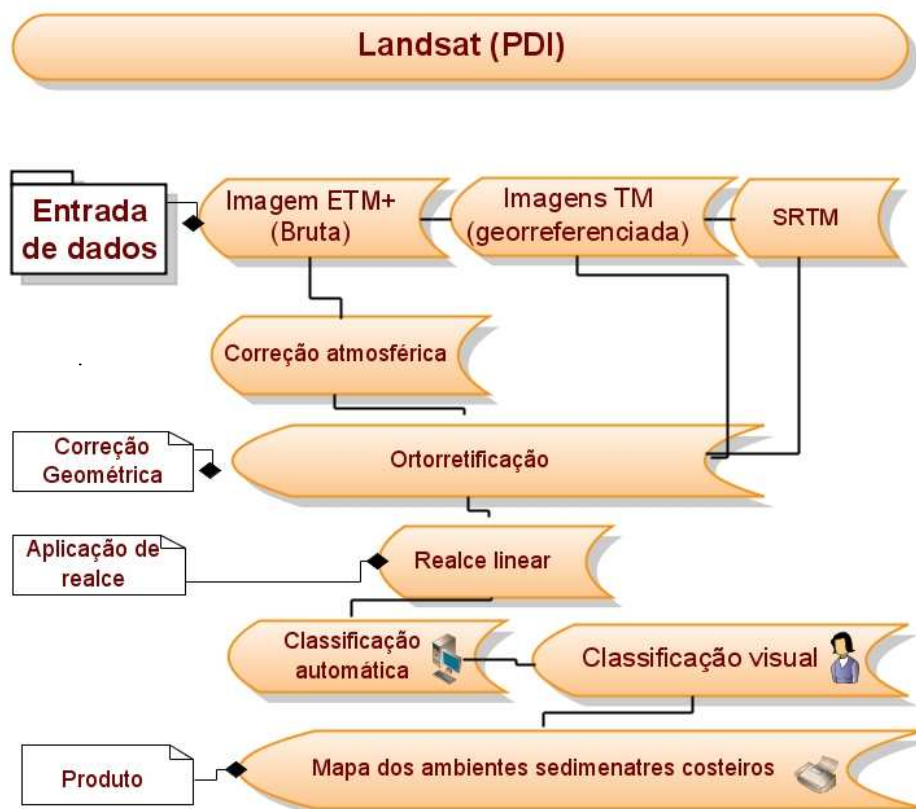 Landsat (PDI)
Entrada
de dados
Imagem ETM+
(Bruta)
Imagens TM
(georreferenciada)
SRTM
Correção atmosférica
Correção
Geométrica
Ortorretificação
Aplicação de
realce
Realce linear
Classificação
automática
Classificação visual
Produto
Mapa dos ambientes sedimenatres costeiros